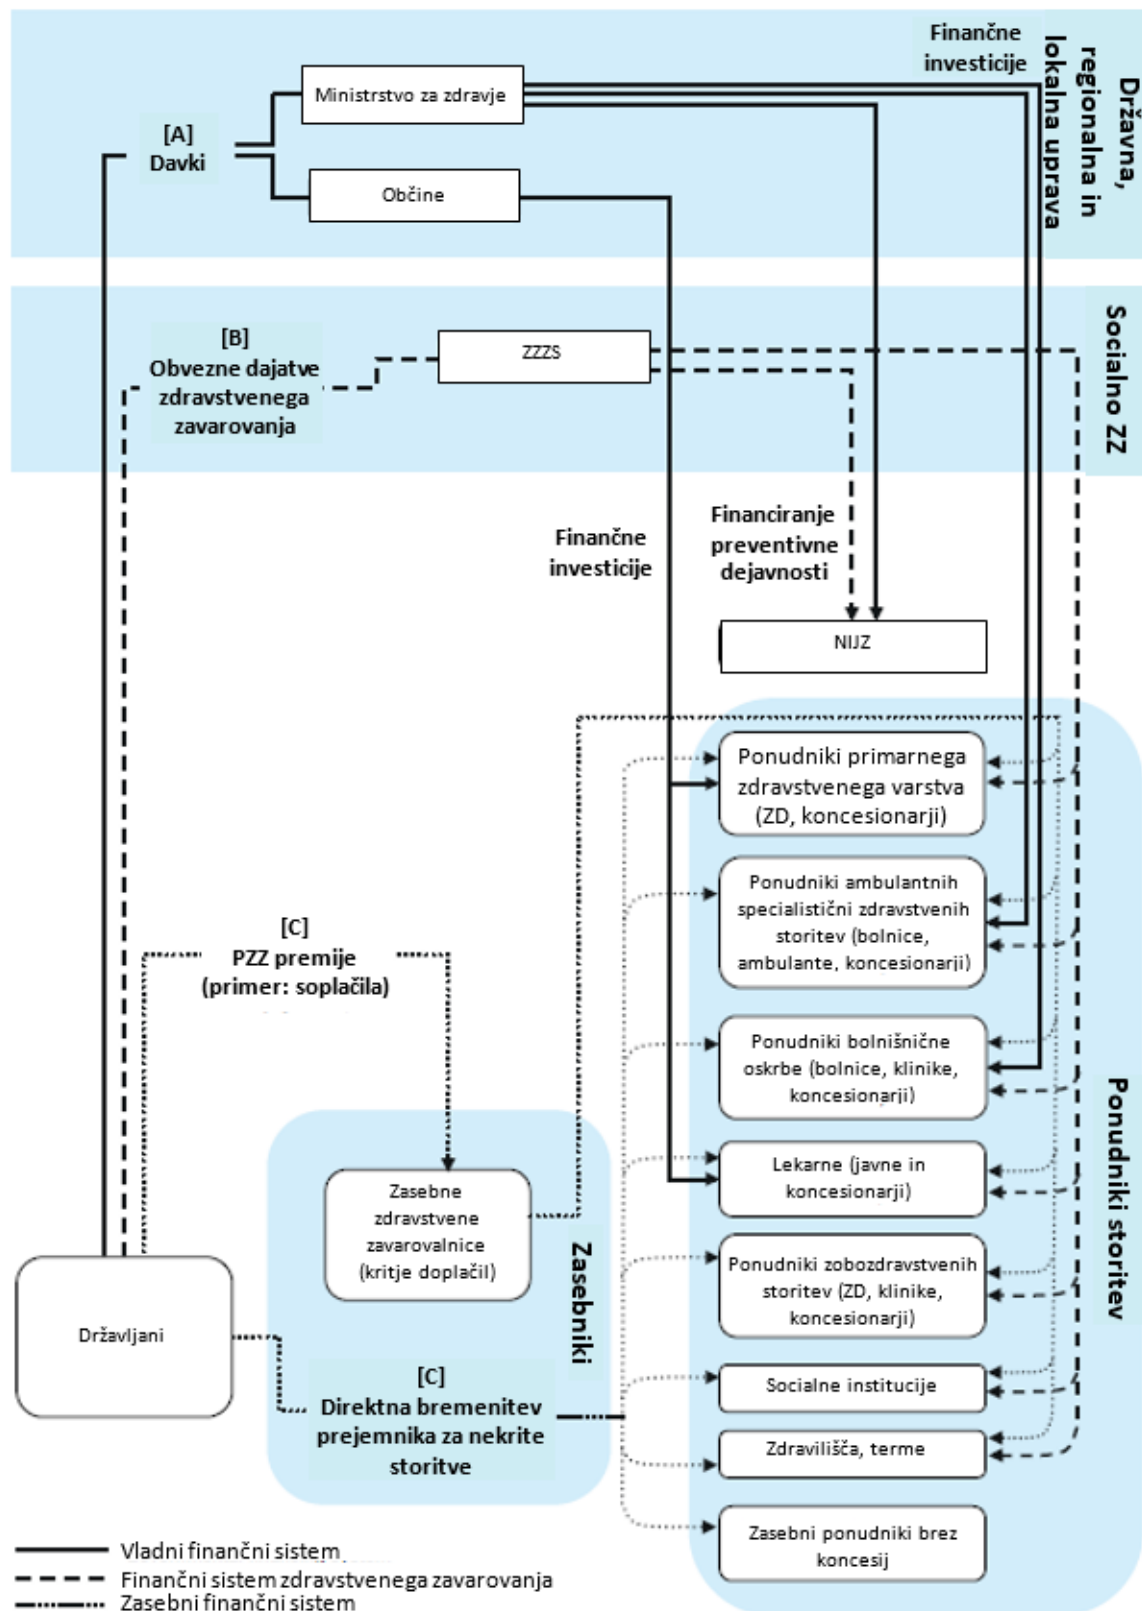 Finančne
investicije
Državna,
regionalna in
lokalna uprava
Ministrstvo za zdravje
[A]
Davki
Občine
[B]
Obvezne dajatve
zdravstvenega
zavarovanja
ZZZS
Socialno ZZ
Finančne
investicije
Financiranje
preventivne
dejavnosti
NIJZ
Ponudniki primarnega
zdravstvenega varstva
(ZD, koncesionarji)
Ponudniki ambulantnih
specialistični zdravstvenih
storitev (bolnice,
ambulante, koncesionarji)
[C]
PZZ premije
(primer: soplačila)
Ponudniki bolnišnične
oskrbe (bolnice, klinike,
koncesionarji)
Ponudniki storitev
Lekarne (javne in
koncesionarji)
Zasebne
zdravstvene
zavarovalnice
(kritje doplačil)
Zasebniki
Ponudniki zobozdravstvenih
storitev (ZD, klinike,
koncesionarji)
Državljani
[C]
Direktna bremenitev
prejemnika za nekrite
storitve
Socialne institucije
Zdravilišča, terme
Zasebni ponudniki brez
koncesij
Vladni finančni sistem
Finančni sistem zdravstvenega zavarovanja
Zasebni finančni sistem